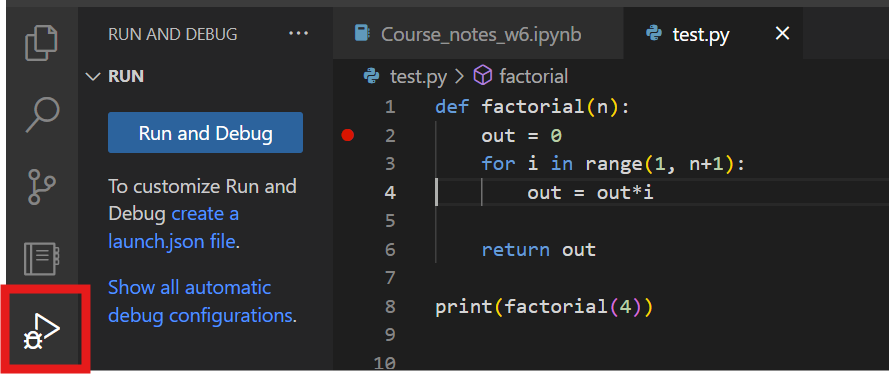 RUN AND DEBUG ···
RUN
Run and Debug
To customize Run and
Debug create a
launch.json file.
Show all automatic
debug configurations.
Course_notes_w6.ipynb
test.py
test.py > factorial
1 def factorial(n):
2     out = 0
3     for i in range(1, n+1):
4         out = out*i
5
6     return out
7
8 print(factorial(4))
9
10